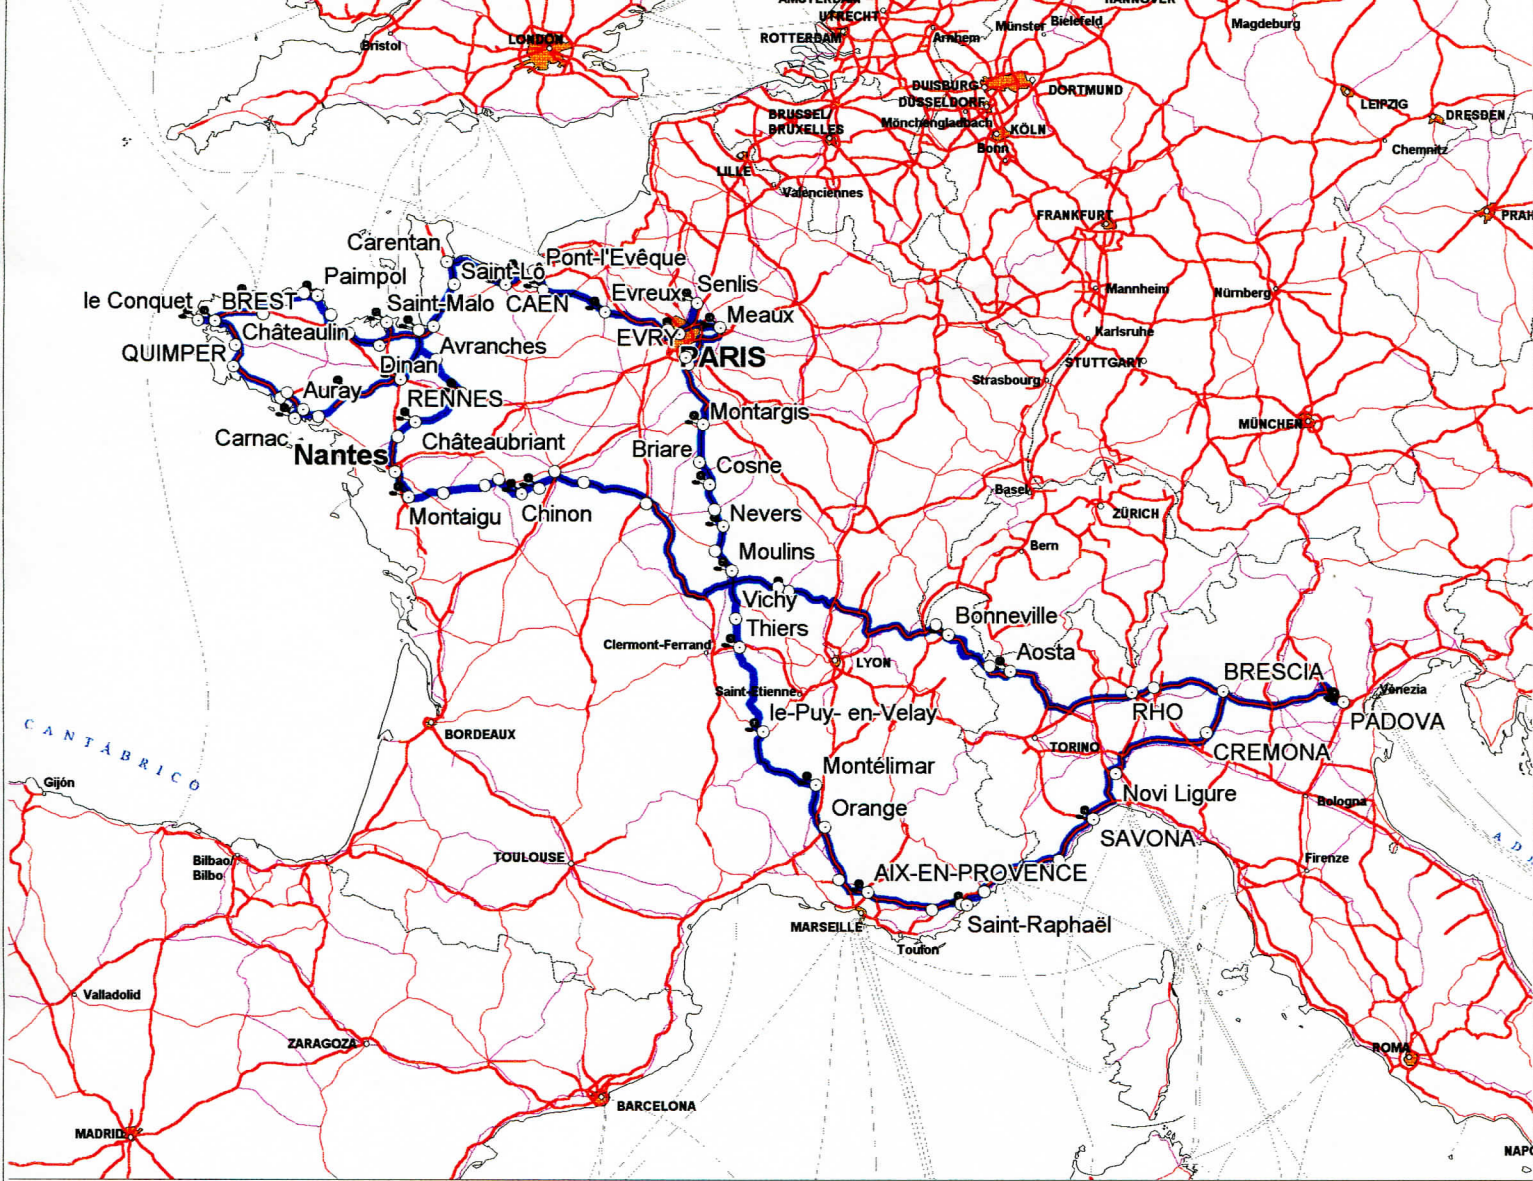 AMSTERDAM
HANNOVER
UTRECHT
Münster
Bielefeld
Magdeburg
Bristol
LONDON
ROTTERDAM
Arnhem
DUISBURG
DORTMUND
DÜSSELDORF
LEIPZIG
BRUSSEL/
BRUXELLES
Mönchengladbach
KÖLN
DRESDEN
Bonn
Chemnitz
LILLE
Valenciennes
FRANKFURT
PRAH
Carentan
Pont-l'Evêque
Paimpol
Saint-Lô
Senlis
le Conquet
BREST
Saint-Malo
CAEN
Evreux
Mannheim
Nürnberg
Meaux
Châteaulin
EVRY
Karlsruhe
QUIMPER
Avranches
PARIS
STUTTGART
Dinan
Strasbourg
Auray
RENNES
Montargis
MÜNCHEN
Carnac
Châteaubriant
Nantes
Briare
Cosne
Basel
Montaigu
Chinon
Nevers
ZÜRICH
Bern
Moulins
Vichy
Bonneville
Thiers
Clermont-Ferrand
Aosta
LYON
BRESCIA
Saint-Etienne
Venezia
le-Puy- en-Velay
RHO
PADOVA
BORDEAUX
TORINO
CREMONA
CANTÁBRICO
Montélimar
Gijón
Novi Ligure
Bologna
Orange
SAVONA
AD
Bilbao/
Bilbo
TOULOUSE
Firenze
AIX-EN-PROVENCE
MARSEILLE
Saint-Raphaël
Toulon
Valladolid
ZARAGOZA
ROMA
BARCELONA
MADRID
NAPO